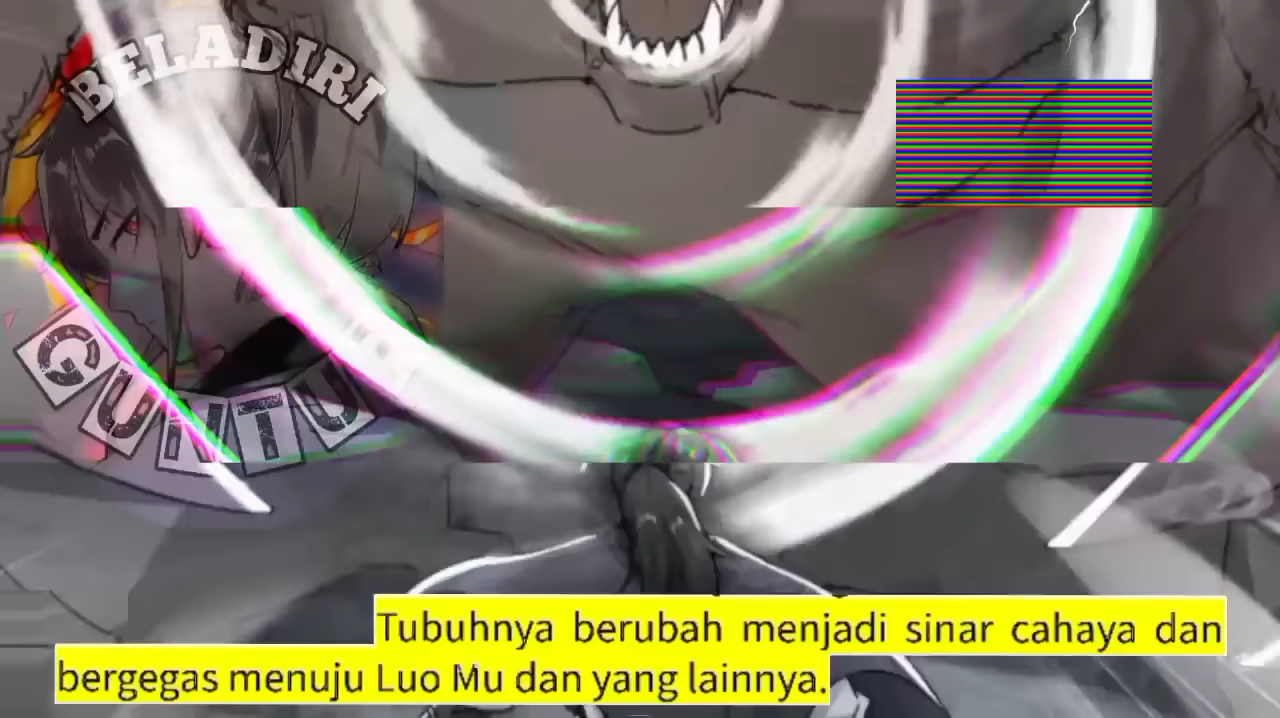 BELADIRI
GUNTU
Tubuhnya berubah menjadi sinar cahaya dan
bergegas menuju Luo Mu dan yang lainnya.